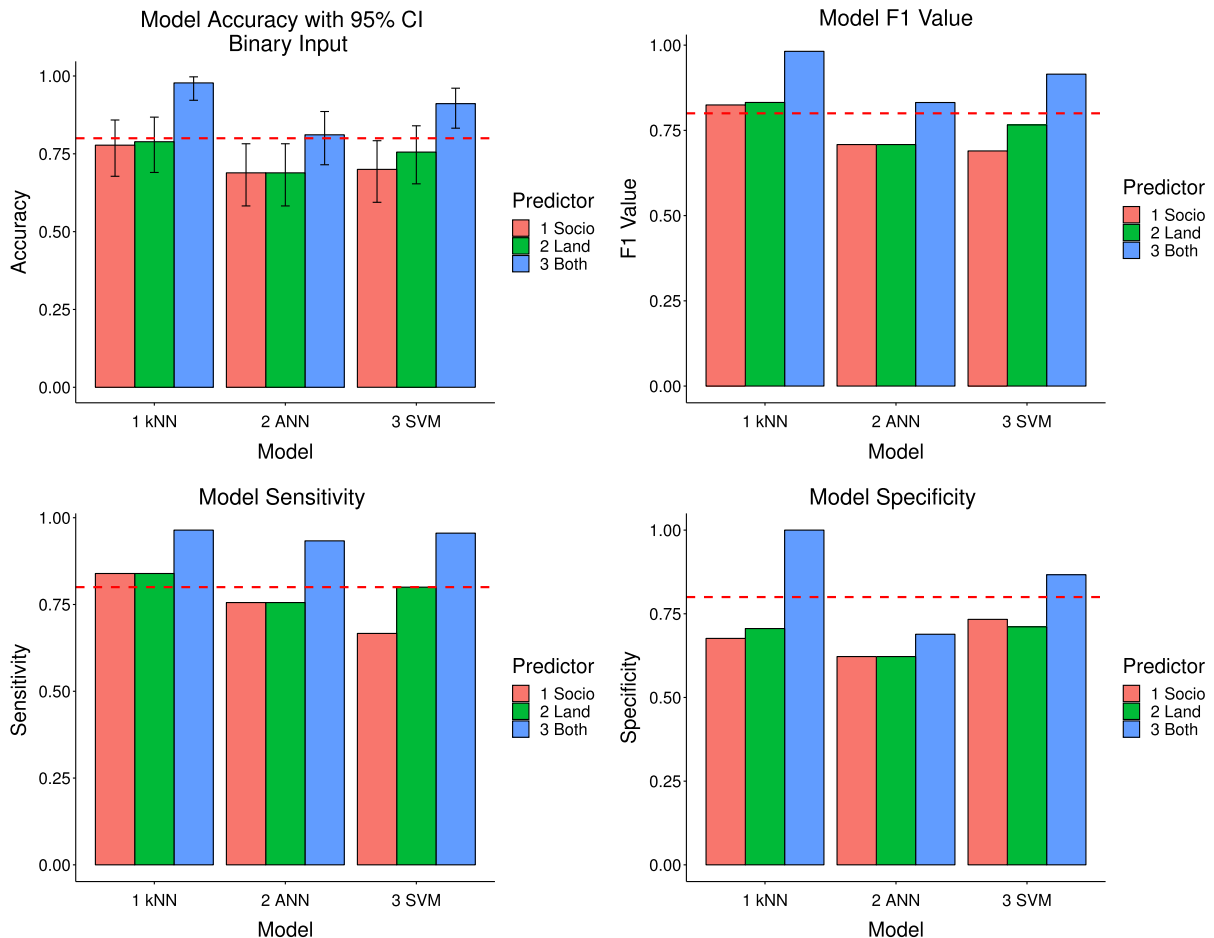 Model Accuracy with 95% CI
Binary Input
1.00
0.75
0.50
0.25
0.00
Accuracy
1 kNN
2 ANN
3 SVM
Model
Predictor
1 Socio
2 Land
3 Both
Model F1 Value
1.00
0.75
0.50
0.25
0.00
F1 Value
1 kNN
2 ANN
3 SVM
Model
Predictor
1 Socio
2 Land
3 Both
Model Sensitivity
1.00
0.75
0.50
0.25
0.00
Sensitivity
1 kNN
2 ANN
3 SVM
Model
Predictor
1 Socio
2 Land
3 Both
Model Specificity
1.00
0.75
0.50
0.25
0.00
Specificity
1 kNN
2 ANN
3 SVM
Model
Predictor
1 Socio
2 Land
3 Both